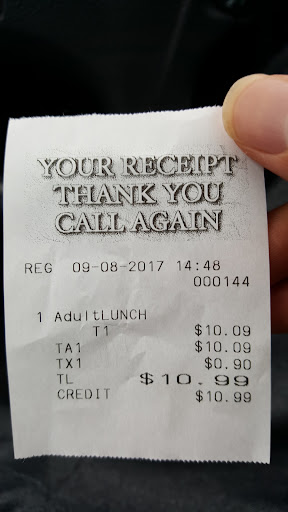 YOUR RECEIPT
THANK YOU
CALL AGAIN
REG 09-08-2017 14:48
000144
1 AdultLUNCH
T1 $10.09
TA1 $10.09
TX1 $0.90
TL $10.99
CREDIT $10.99